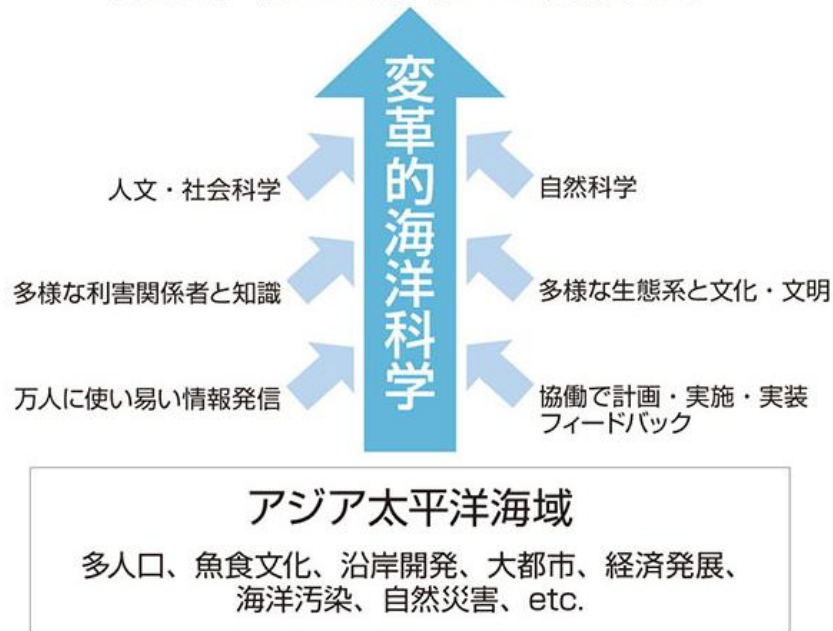 変革的海洋科学
人文・社会科学
自然科学
多様な利害関係者と知識
多様な生態系と文化・文明
万人に使い易い情報発信
協働で計画・実施・実装
フィードバック
アジア太平洋海域
多人口、魚食文化、沿岸開発、大都市、経済発展、
海洋汚染、自然災害、etc.